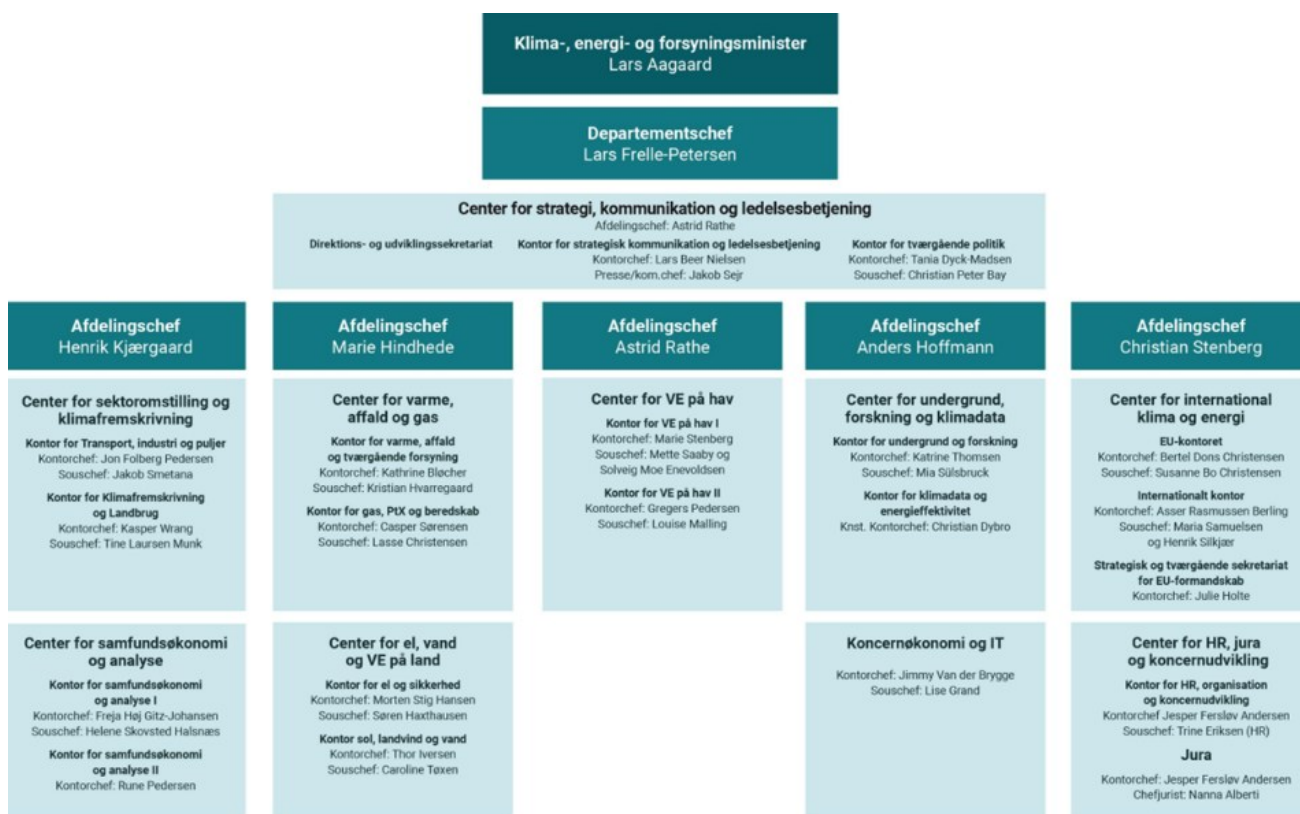 Klima-, energi- og forsyningsminister
Lars Aagaard
Departementschef
Lars Frelle-Petersen
Center for strategi, kommunikation og ledelsesbetjening
Afdelingschef: Astrid Rathe
Direktions- og udviklingssekretariat
Kontor for strategisk kommunikation og ledelsesbetjening
Kontorchef: Lars Beer Nielsen
Presse/kom.chef: Jakob Sejr
Kontor for tværgående politik
Kontorchef: Tania Dyck-Madsen
Souschef: Christian Peter Bay
Afdelingschef
Henrik Kjærgaard
Center for sektoromstilling og
klimafremskrivning
Kontor for Transport, industri og puljer
Kontorchef: Jon Folberg Pedersen
Souschef: Jakob Smetana
Kontor for Klimafremskrivning
og Landbrug
Kontorchef: Kasper Wrang
Souschef: Tine Laursen Munk
Center for samfundsøkonomi
og analyse
Kontor for samfundsøkonomi
og analyse I
Kontorchef: Freja Høj Gitz-Johansen
Souschef: Helene Skovsted Halsnæs
Kontor for samfundsøkonomi
og analyse II
Kontorchef: Rune Pedersen
Afdelingschef
Marie Hindhede
Center for varme,
affald og gas
Kontor for varme, affald
og tværgående forsyning
Kontorchef: Kathrine Bløcher
Souschef: Kristian Hvarregaard
Kontor for gas, PtX og beredskab
Kontorchef: Casper Sørensen
Souschef: Lasse Christensen
Center for el, vand
og VE på land
Kontor for el og sikkerhed
Kontorchef: Morten Stig Hansen
Souschef: Søren Haxthausen
Kontor sol, landvind og vand
Kontorchef: Thor Iversen
Souschef: Caroline Tøxen
Afdelingschef
Astrid Rathe
Center for VE på hav
Kontor for VE på hav I
Kontorchef: Marie Stenberg
Souschef: Mette Saaby og
Solveig Moe Enevoldsen
Kontor for VE på hav II
Kontorchef: Gregers Pedersen
Souschef: Louise Malling
Afdelingschef
Anders Hoffmann
Center for undergrund,
forskning og klimadata
Kontor for undergrund og forskning
Kontorchef: Katrine Thomsen
Souschef: Mia Sülsbruck
Kontor for klimadata og
energieffektivitet
Knst. Kontorchef: Christian Dybro
Koncernøkonomi og IT
Kontorchef: Jimmy Van der Brygge
Souschef: Lise Grand
Afdelingschef
Christian Stenberg
Center for international
klima og energi
EU-kontoret
Kontorchef: Bertel Dons Christensen
Souschef: Susanne Bo Christensen
Internationalt kontor
Kontorchef: Asser Rasmussen Berling
Souschef: Maria Samuelsen
og Henrik Silkjær
Strategisk og tværgående sekretariat
for EU-formandskab
Kontorchef: Julie Holte
Center for HR, jura
og koncernudvikling
Kontor for HR, organisation
og koncernudvikling
Kontorchef Jesper Fersløv Andersen
Souschef: Trine Eriksen (HR)
Jura
Kontorchef: Jesper Fersløv Andersen
Chefjurist: Nanna Alberti